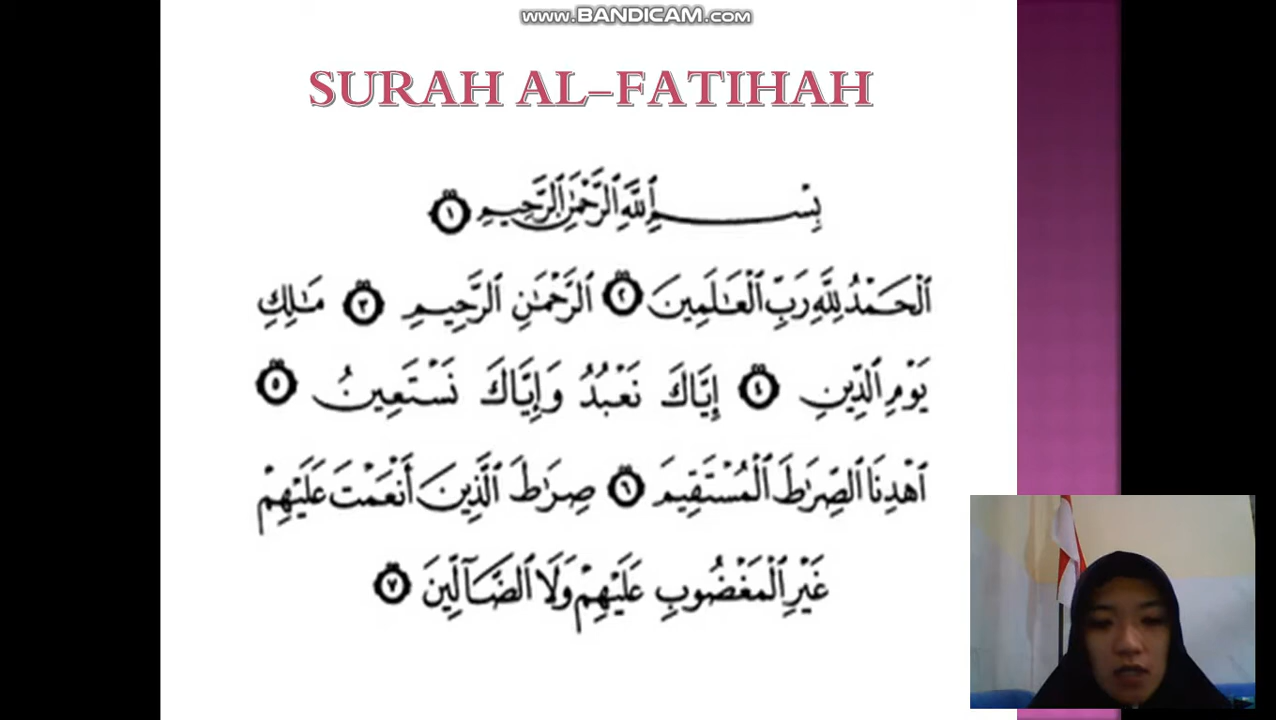 www.BANDICAM.com
SURAH AL-FATIHAH
بِسْمِ ٱللَّهِ ٱلرَّحْمَٰنِ ٱلرَّحِيمِ ١
ٱلْحَمْدُ لِلَّهِ رَبِّ ٱلْعَـٰلَمِينَ ٢ ٱلرَّحْمَٰنِ ٱلرَّحِيمِ ٣ مَـٰلِكِ
يَوْمِ ٱلدِّينِ ٤ إِيَّاكَ نَعْبُدُ وَإِيَّاكَ نَسْتَعِينُ ٥
ٱهْدِنَا ٱلصِّرَٰطَ ٱلْمُسْتَقِيمَ ٦ صِرَٰطَ ٱلَّذِينَ أَنْعَمْتَ عَلَيْهِمْ
غَيْرِ ٱلْمَغْضُوبِ عَلَيْهِمْ وَلَا ٱلضَّآلِّينَ ٧